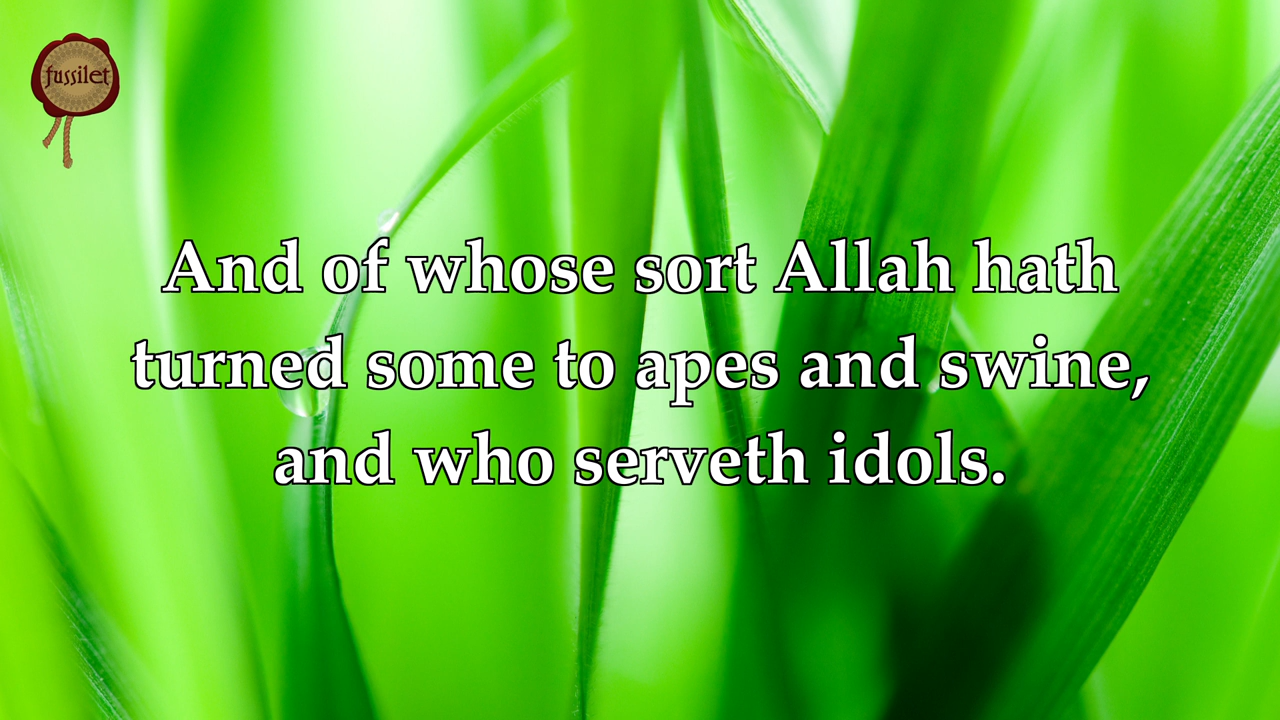 fussilet
And of whose sort Allah hath
turned some to apes and swine,
and who serveth idols.